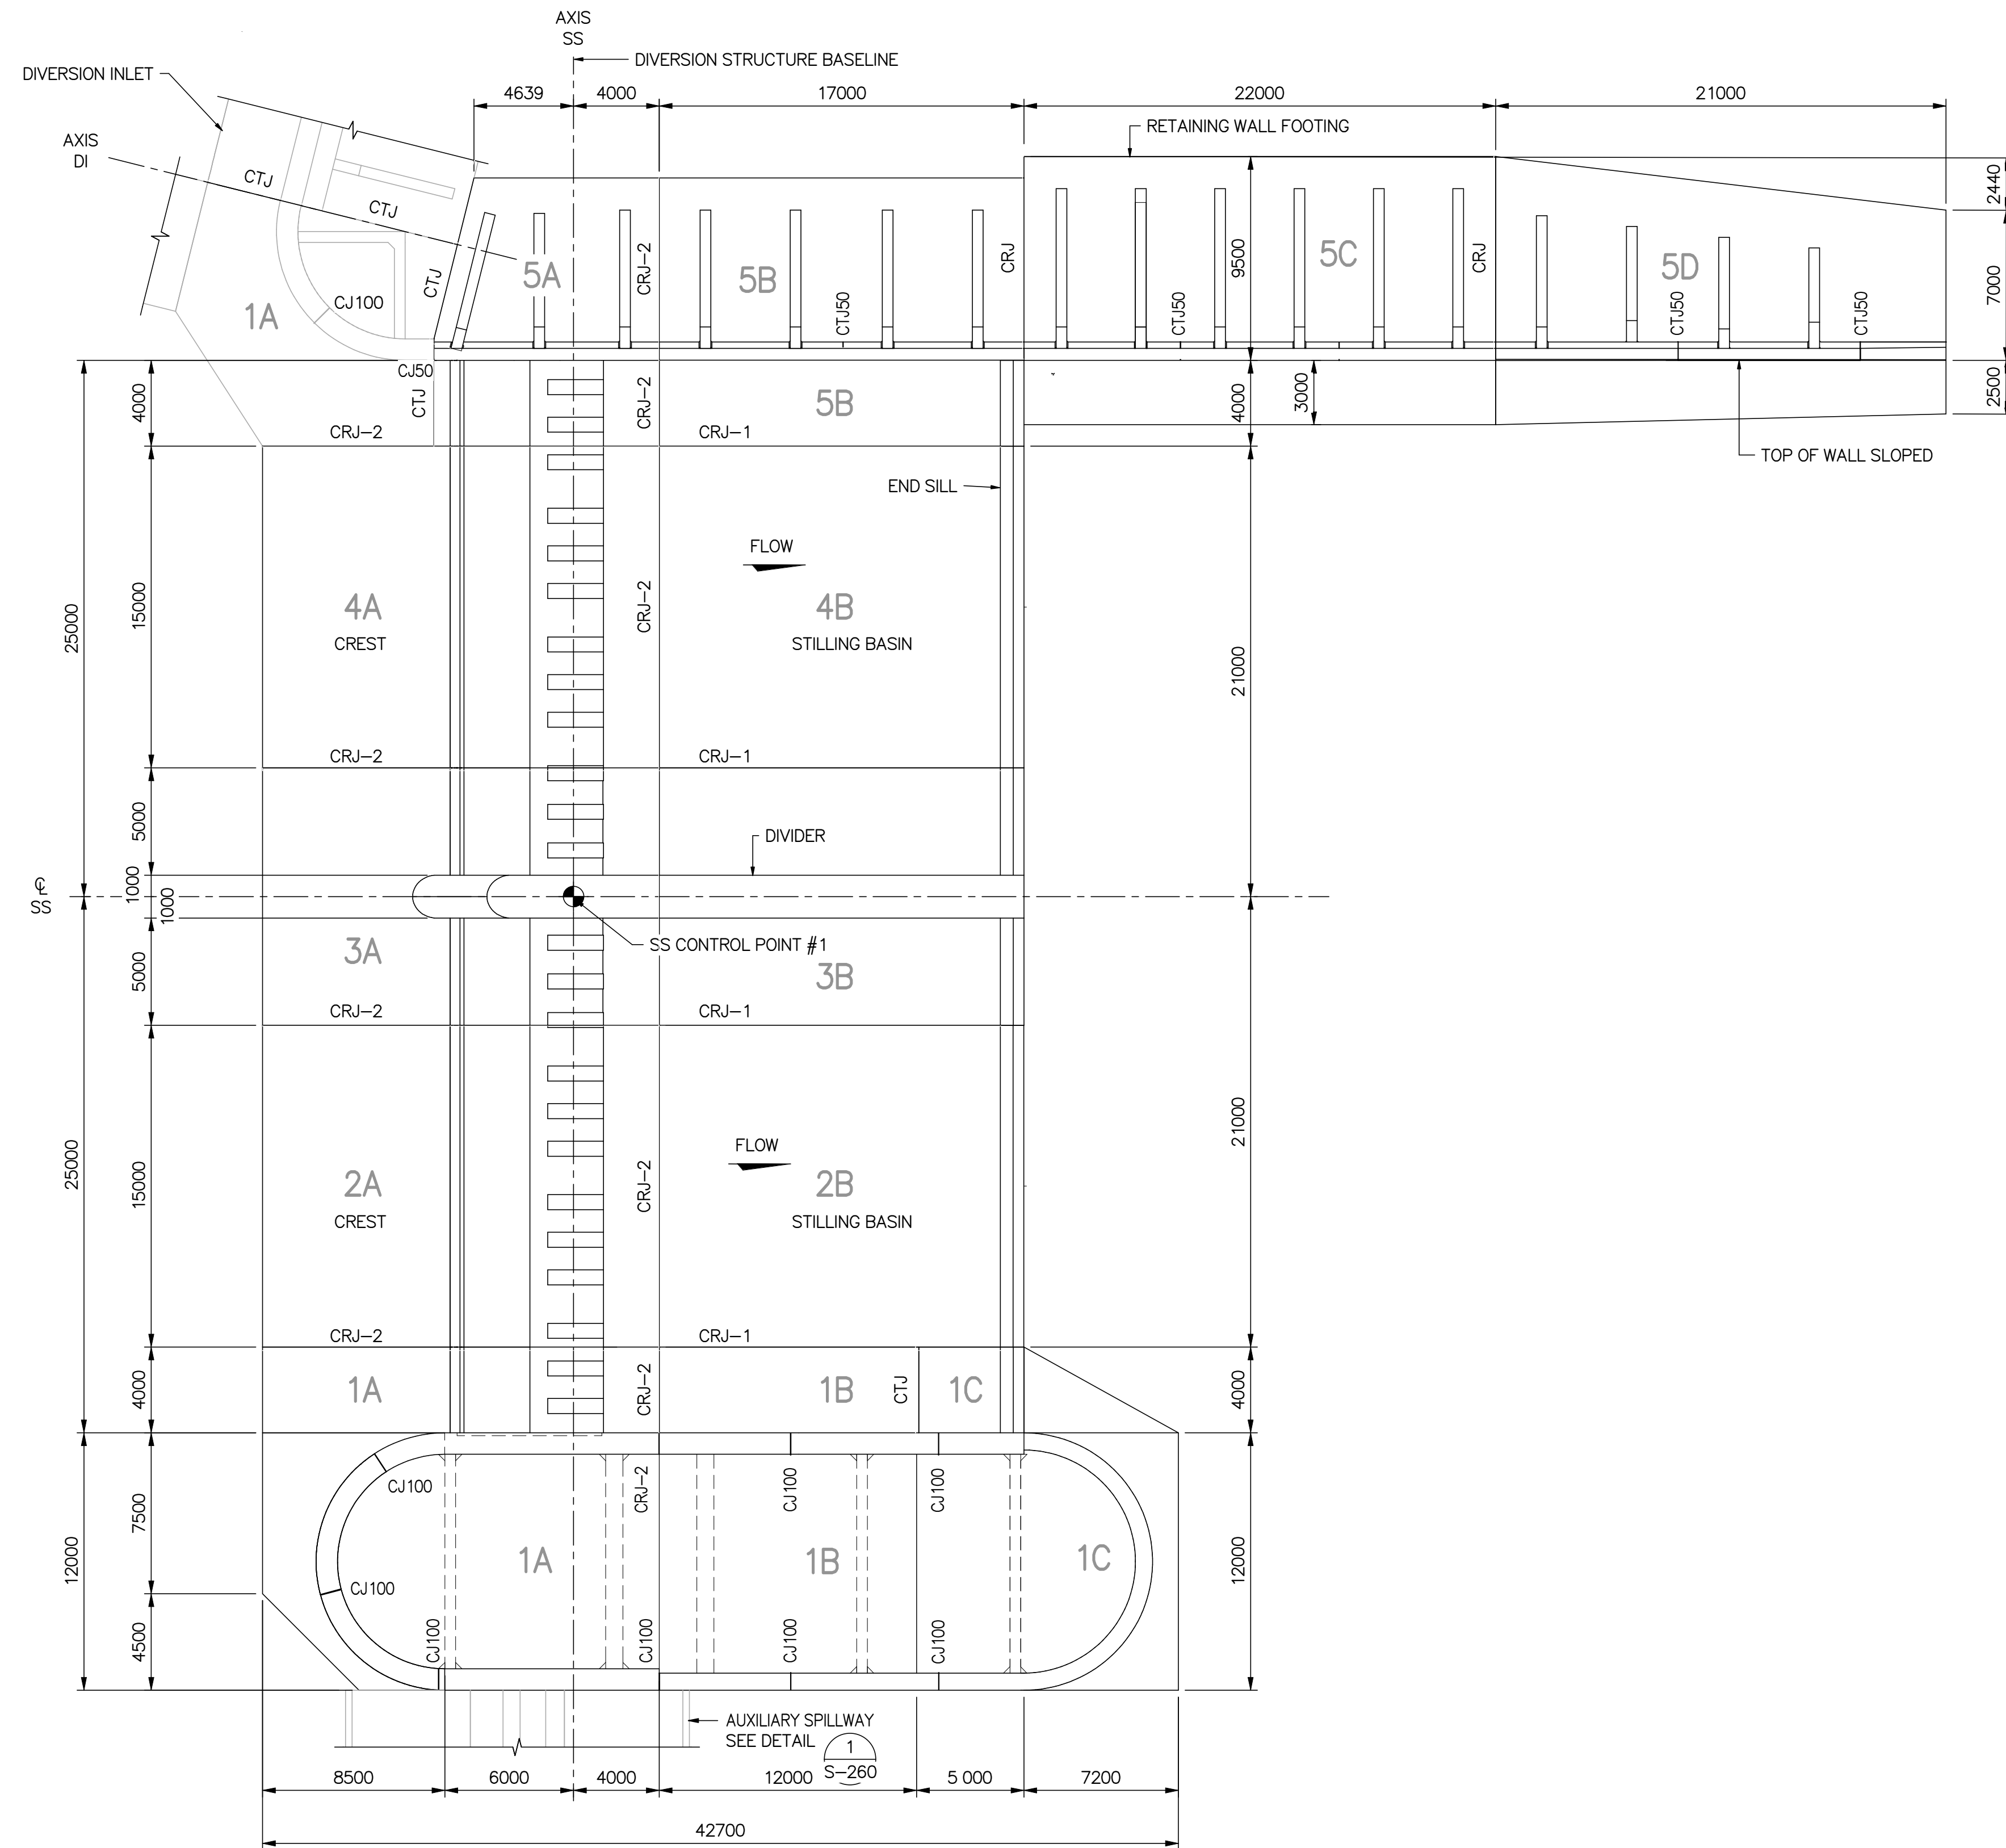 AXIS
SS
DIVERSION STRUCTURE BASELINE
DIVERSION INLET
4639
4000
17000
22000
21000
RETAINING WALL FOOTING
AXIS
DI
CTJ
CTJ
CTJ
5A
CRJ-2
5B
CRJ
9500
5C
CRJ
5D
2440
7000
1A
CJ100
CTJ50
CTJ50
CTJ50
CTJ50
CJ50
4000
CTJ
CRJ-2
5B
4000
3000
2500
CRJ-2
CRJ-1
TOP OF WALL SLOPED
END SILL
FLOW
25000
15000
4A
CREST
CRJ-2
4B
STILLING BASIN
21000
CRJ-2
CRJ-1
5000
DIVIDER
℄
SS
1000
1000
SS CONTROL POINT #1
3A
3B
5000
CRJ-2
CRJ-1
21000
FLOW
25000
15000
2A
CREST
CRJ-2
2B
STILLING BASIN
CRJ-2
CRJ-1
4000
1A
CRJ-2
1B
CTJ
1C
4000
CJ100
CRJ-2
CJ100
CJ100
7500
12000
1A
1B
1C
12000
CJ100
4500
CJ100
CJ100
CJ100
CJ100
AUXILIARY SPILLWAY
SEE DETAIL
1
S-260
8500
6000
4000
12000
5 000
7200
42700